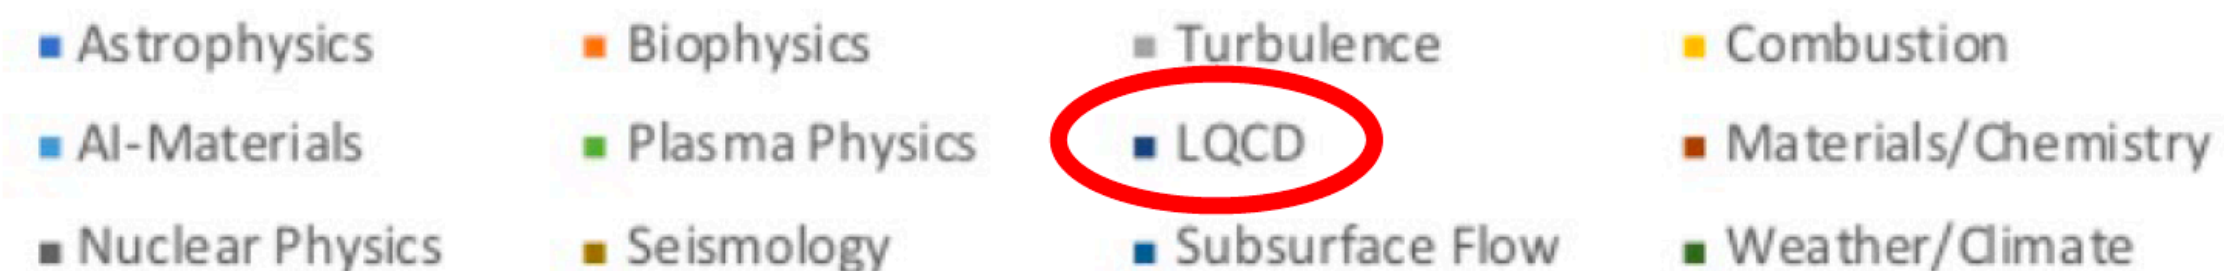 Astrophysics Biophysics Turbulence Combustion
AI-Materials Plasma Physics LQCD Materials/Chemistry
Nuclear Physics Seismology Subsurface Flow Weather/Climate